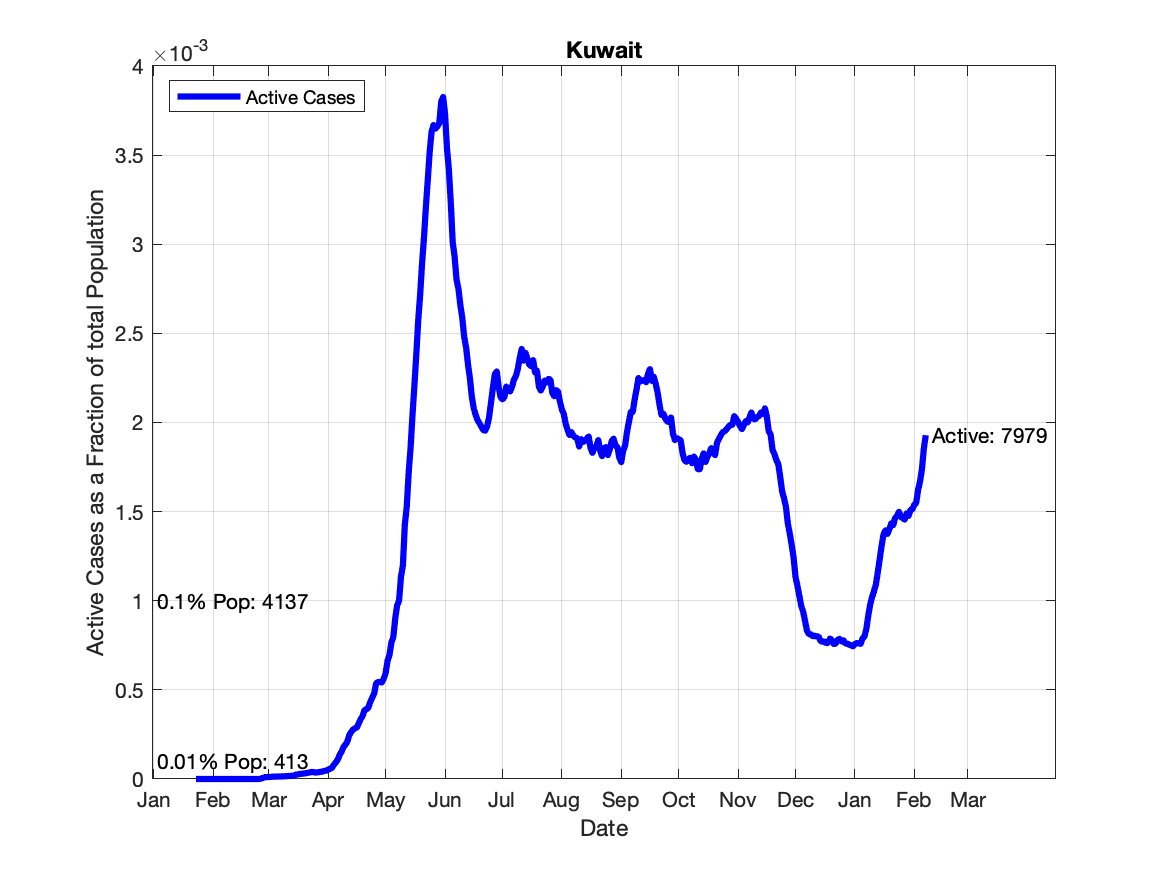 Kuwait
×10-3
4
3.5
3
2.5
2
1.5
1
0.5
0
Active Cases
Active Cases as a Fraction of total Population
Active: 7979
0.1% Pop: 4137
0.01% Pop: 413
Jan Feb Mar Apr May Jun Jul Aug Sep Oct Nov Dec Jan Feb Mar
Date